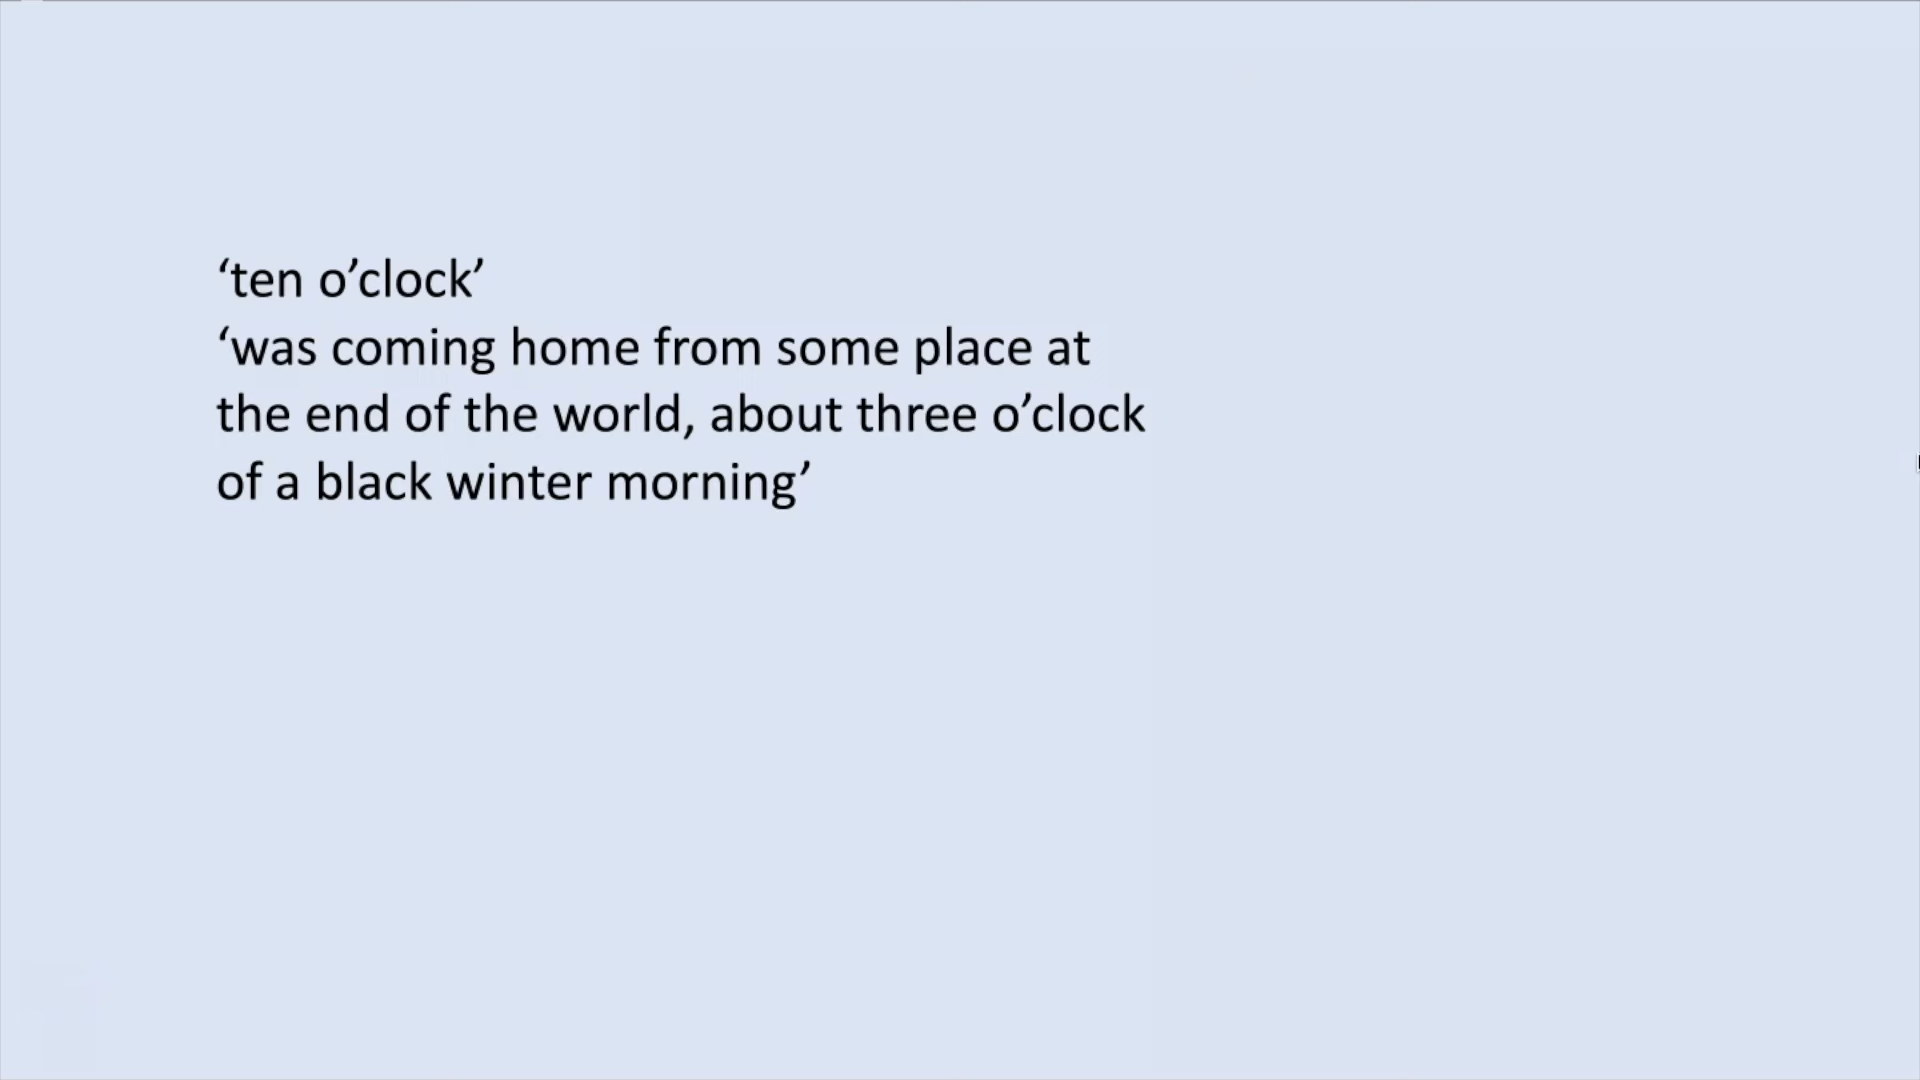 ‘ten o’clock’
‘was coming home from some place at
the end of the world, about three o’clock
of a black winter morning’